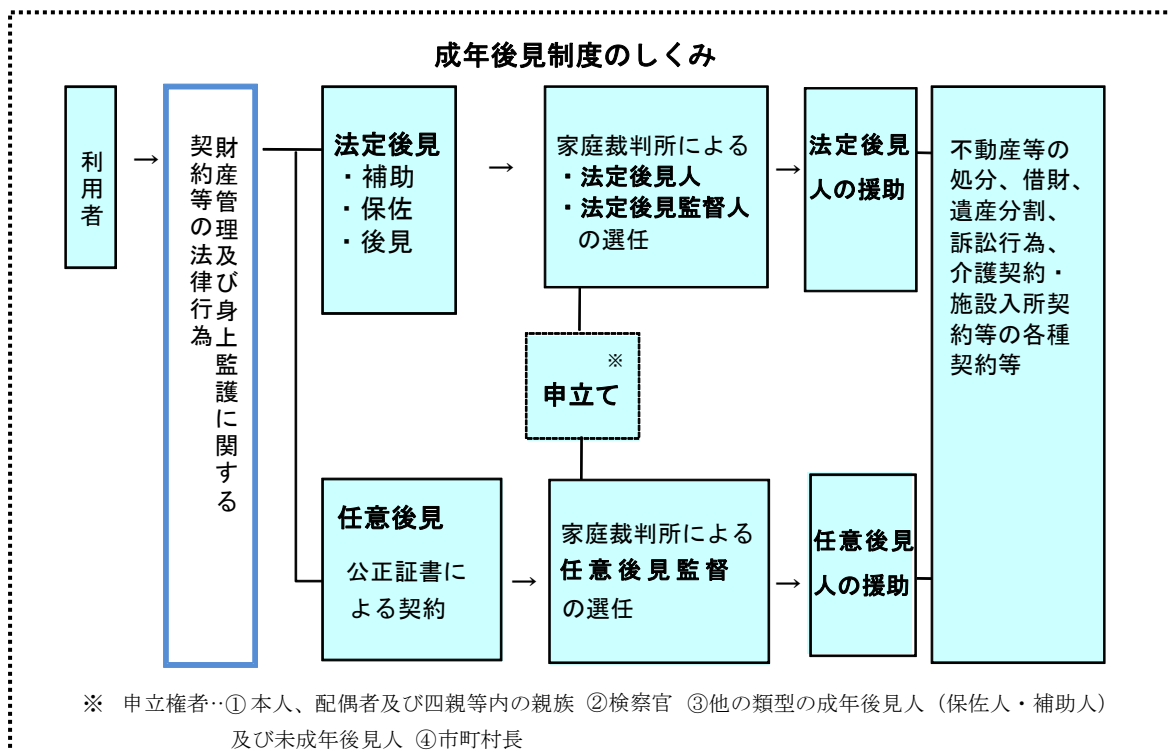 成年後見制度のしくみ
利用者
→
財産管理及び身上監護に関する
契約等の法律行為
法定後見
・補助
・保佐
・後見
→
家庭裁判所による
・法定後見人
・法定後見監督人
の選任
→
法定後見
人の援助
不動産等の
処分、借財、
遺産分割、
訴訟行為、
介護契約・
施設入所契
約等の各種
契約等
※
申立て
任意後見
公正証書に
よる契約
→
家庭裁判所による
任意後見監督
の選任
→
任意後見
人の援助
※ 申立権者‥①本人、配偶者及び四親等内の親族 ②検察官 ③他の類型の成年後見人（保佐人・補助人）
及び未成年後見人 ④市町村長